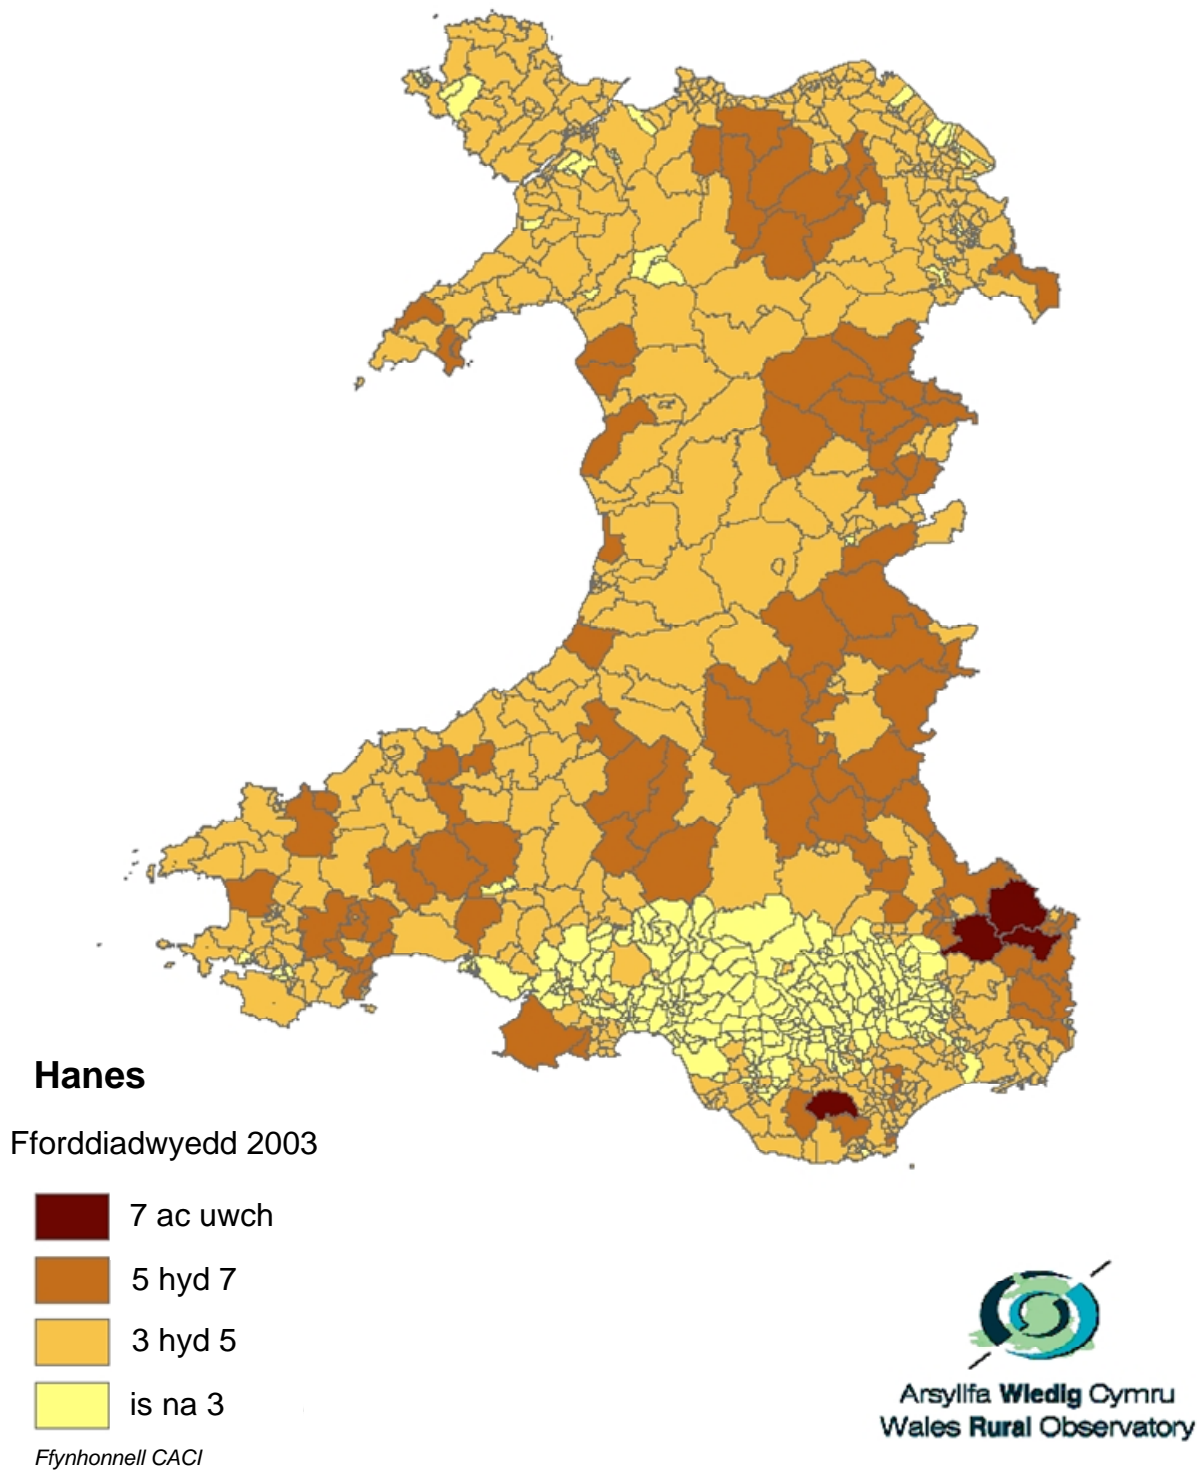 Hanes
Fforddiadwyedd 2003
7 ac uwch
5 hyd 7
3 hyd 5
is na 3
Ffynhonnell CACI
Arsyllfa Wledig Cymru
Wales Rural Observatory